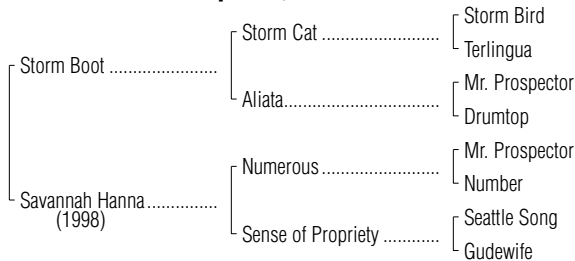 Storm Bird
Storm Cat ........................
Terlingua
Storm Boot ......................
Mr. Prospector
Aliata................................
Drumtop
Mr. Prospector
Numerous ........................
Number
Savannah Hanna..............
(1998)
Seattle Song
Sense of Propriety ............
Gudewife